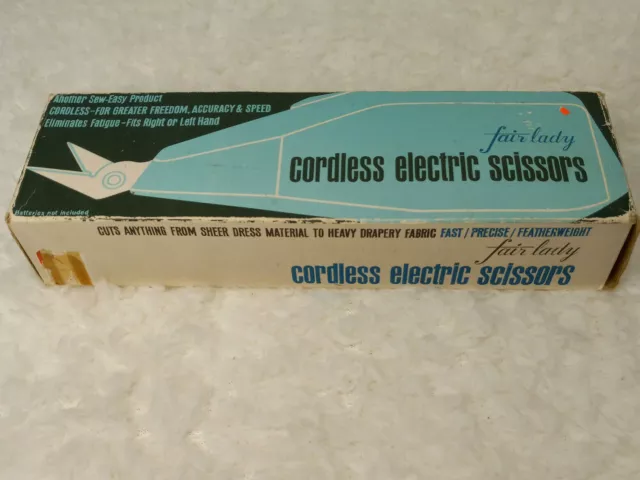 Another Sew-Easy Product
CORDLESS-FOR GREATER FREEDOM, ACCURACY & SPEED
Eliminates Fatigue-Fits Right or Left Hand
fair lady
cordless electric scissors
Batteries not included
CUTS ANYTHING FROM SHEER DRESS MATERIAL TO HEAVY DRAPERY FABRIC FAST/PRECISE/FEATHERWEIGHT
fair lady
cordless electric scissors